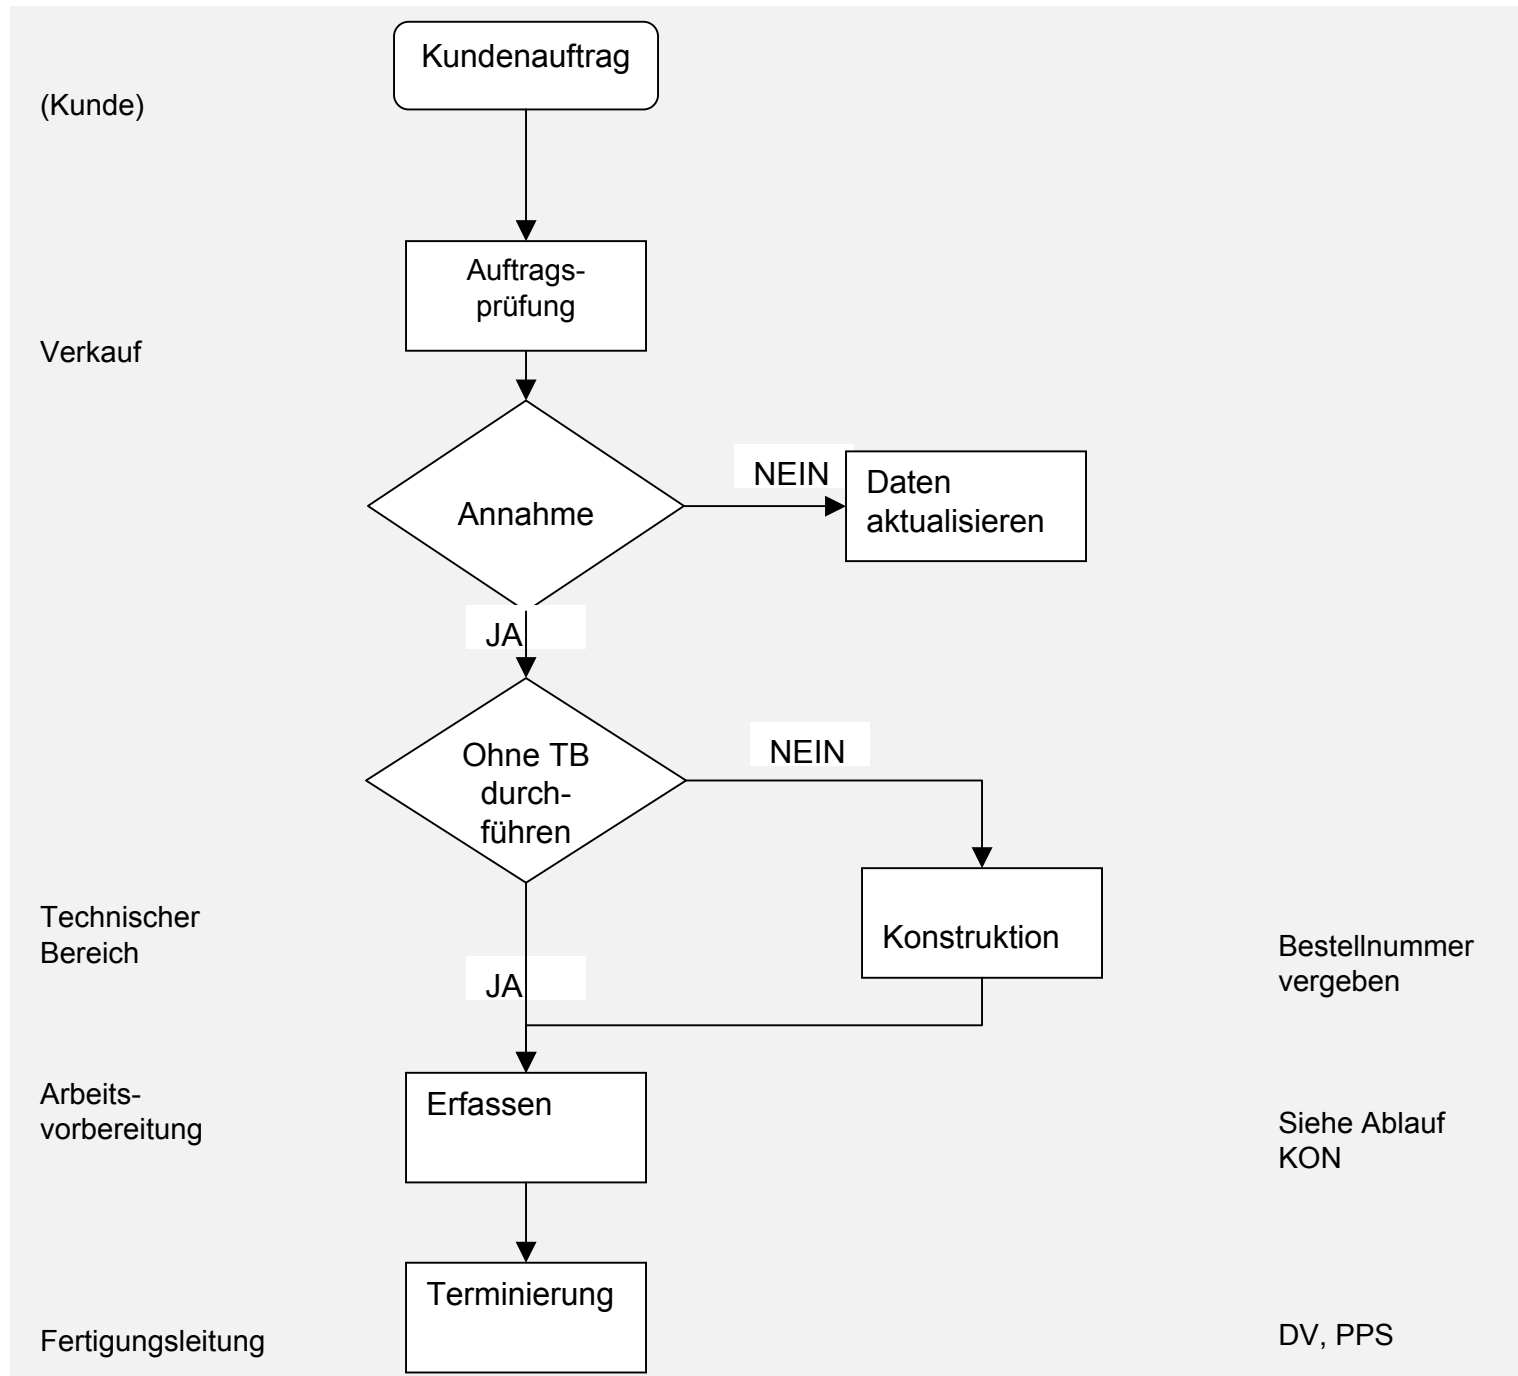 Kundenauftrag
(Kunde)
Auftrags-
prüfung
Verkauf
NEIN
Daten
aktualisieren
Annahme
JA
Ohne TB
durch-
führen
NEIN
Technischer
Bereich
Konstruktion
Bestellnummer
vergeben
JA
Arbeits-
vorbereitung
Erfassen
Siehe Ablauf
KON
Terminierung
Fertigungsleitung
DV, PPS